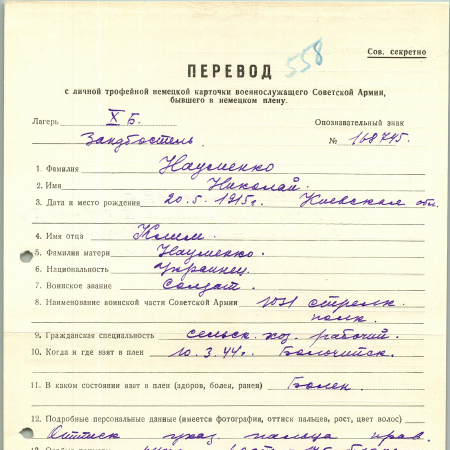 558
Сов. секретно
ПЕРЕВОД
с личной трофейной немецкой карточки военнослужащего Советской Армии,
бывшего в немецком плену.
Лагерь X Б. Опознавательный знак
Зандбостель № 168745.
1. Фамилия Науменко
2. Имя Николай.
3. Дата и место рождения 20.5.1915г. Киевская обл.
4. Имя отца Клим.
5. Фамилия матери Науменко.
6. Национальность Украинец.
7. Воинское звание Солдат.
8. Наименование воинской части Советской Армии 1031 стрелк.
полк.
9. Гражданская специальность сельск. хоз. рабочий.
10. Когда и где взят в плен 10.3.44г.
11. В каком состоянии взят в плен (здоров, болен, ранен) Болен.
12. Подробные персональные данные (имеется фотография, оттиск пальцев, рост, цвет волос)
Оттиск указ. пальца прав.